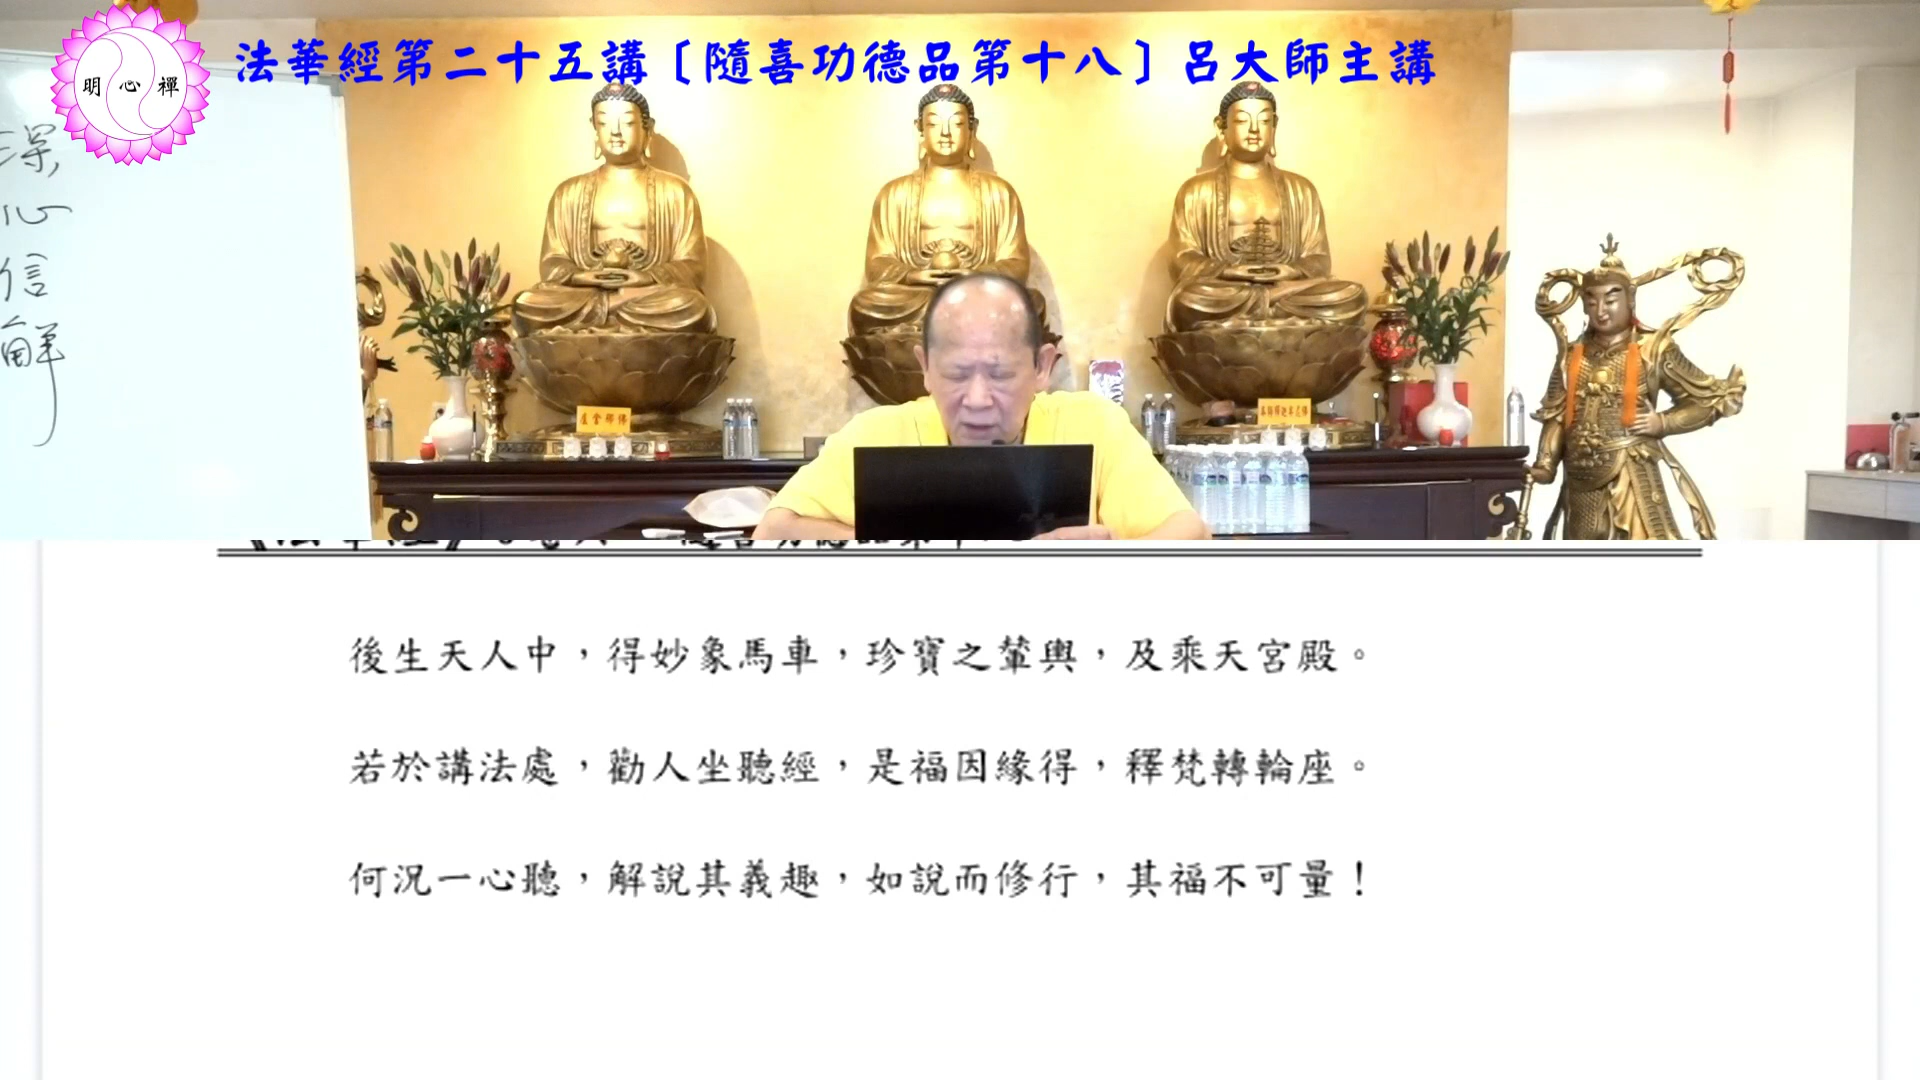 明心禪
法華經第二十五講〔隨喜功德品第十八〕呂大師主講
深
心
信
解
後生天人中，得妙象馬車，珍寶之輦輿，及乘天宮殿。
若於講法處，勸人坐聽經，是福因緣得，釋梵轉輪座。
何況一心聽，解說其義趣，如說而修行，其福不可量！